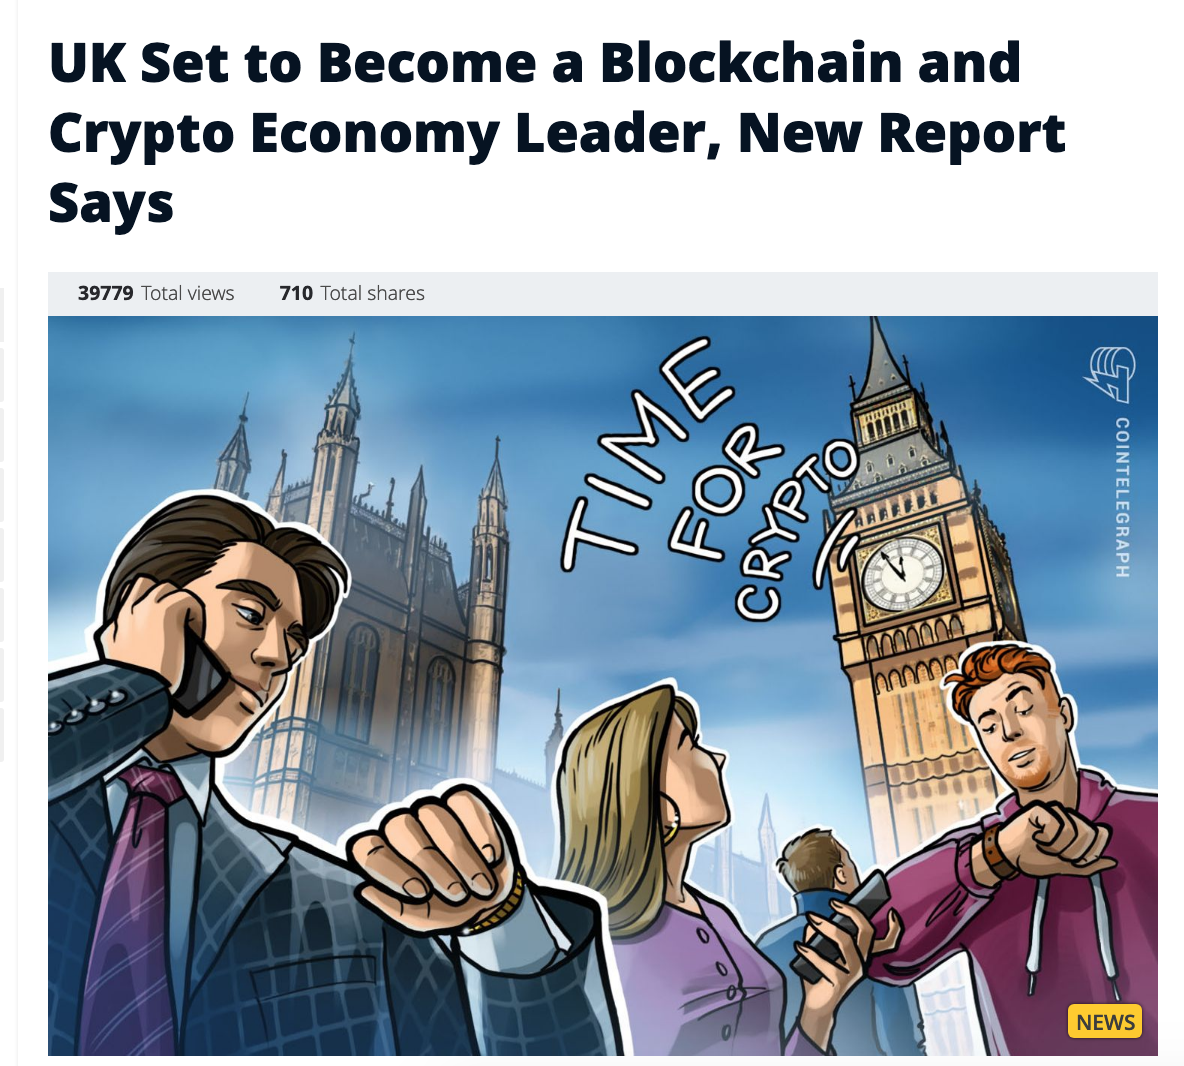 UK Set to Become a Blockchain and
Crypto Economy Leader, New Report
Says
39779 Total views 710 Total shares
TIME
FOR
CRYPTO
COINTELEGRAPH
NEWS